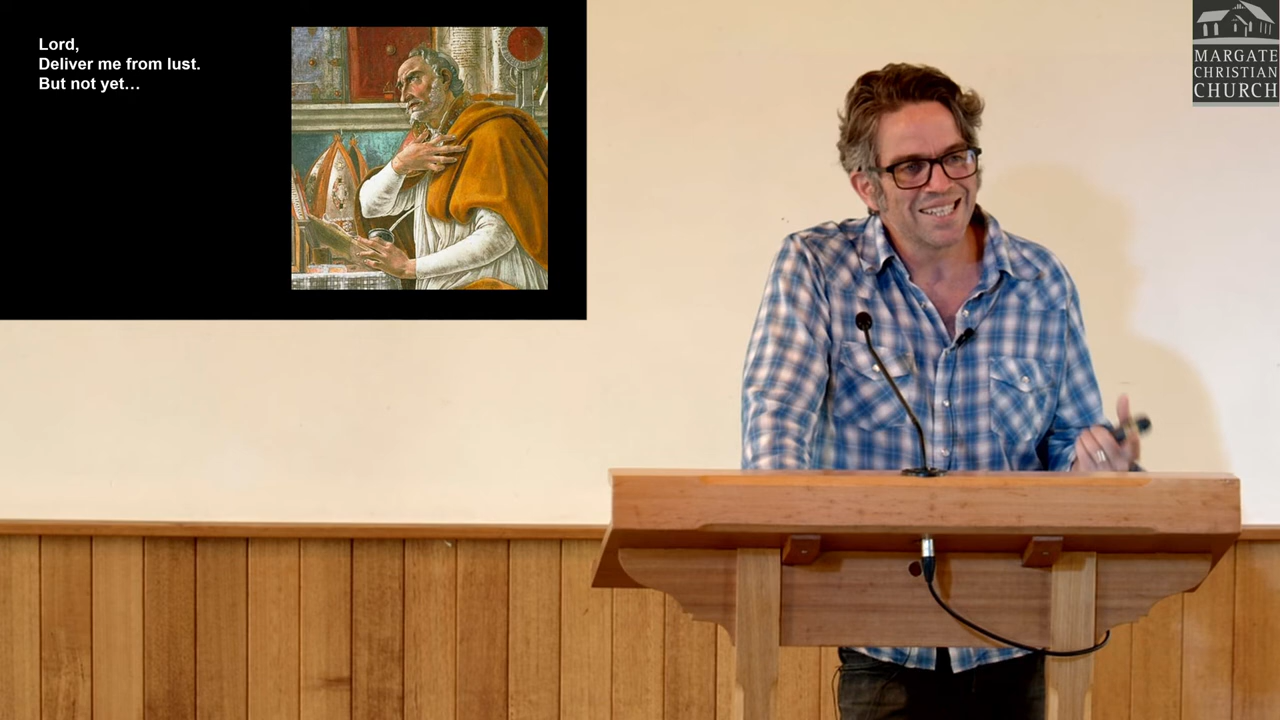 Lord,
Deliver me from lust.
But not yet…
MARGATE
CHRISTIAN
CHURCH